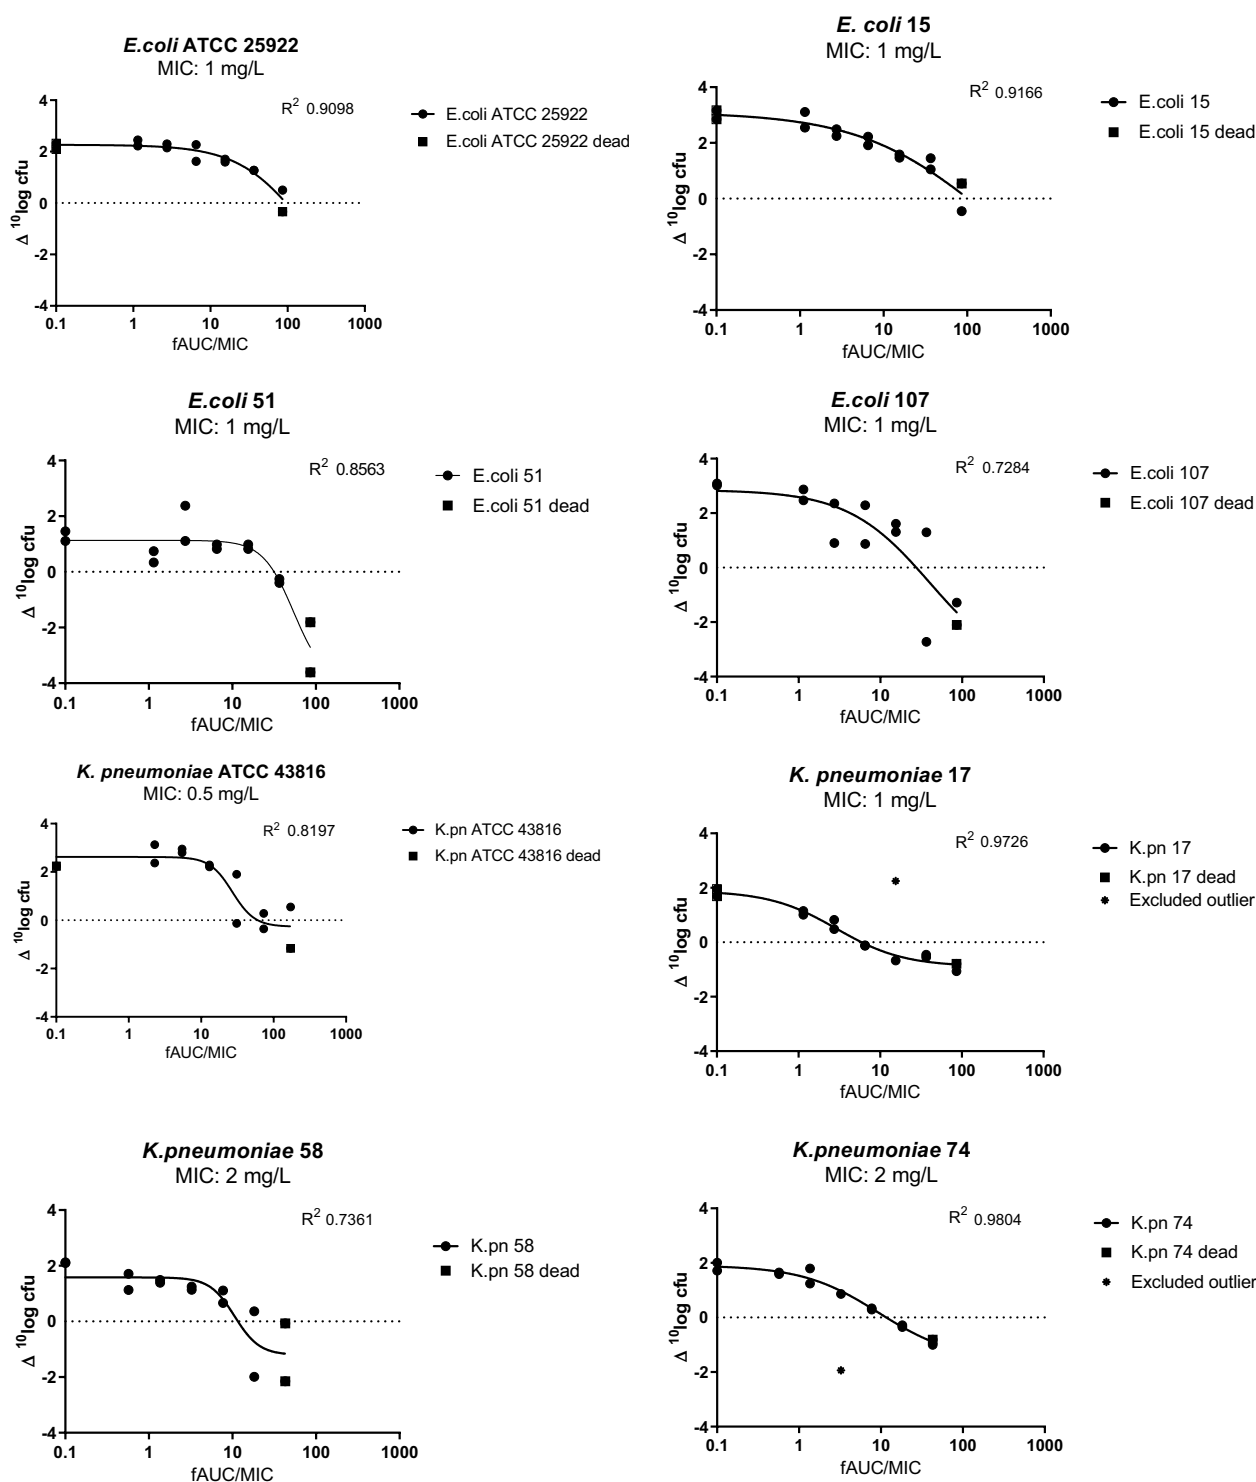 E.coli ATCC 25922
MIC: 1 mg/L
R² 0.9098
4
2
0
-2
-4
Δ ¹⁰log cfu
0.1 1 10 100 1000
fAUC/MIC
E.coli ATCC 25922
E.coli ATCC 25922 dead
E. coli 15
MIC: 1 mg/L
R² 0.9166
4
2
0
-2
-4
Δ ¹⁰log cfu
0.1 1 10 100 1000
fAUC/MIC
E.coli 15
E.coli 15 dead
E.coli 51
MIC: 1 mg/L
R² 0.8563
4
2
0
-2
-4
Δ ¹⁰log cfu
0.1 1 10 100 1000
fAUC/MIC
E.coli 51
E.coli 51 dead
E.coli 107
MIC: 1 mg/L
R² 0.7284
4
2
0
-2
-4
Δ ¹⁰log cfu
0.1 1 10 100 1000
fAUC/MIC
E.coli 107
E.coli 107 dead
K. pneumoniae ATCC 43816
MIC: 0.5 mg/L
R² 0.8197
4
2
0
-2
-4
Δ ¹⁰log cfu
0.1 1 10 100 1000
fAUC/MIC
K.pn ATCC 43816
K.pn ATCC 43816 dead
K. pneumoniae 17
MIC: 1 mg/L
R² 0.9726
4
2
0
-2
-4
Δ ¹⁰log cfu
0.1 1 10 100 1000
fAUC/MIC
K.pn 17
K.pn 17 dead
Excluded outlier
K.pneumoniae 58
MIC: 2 mg/L
R² 0.7361
4
2
0
-2
-4
Δ ¹⁰log cfu
0.1 1 10 100 1000
fAUC/MIC
K.pn 58
K.pn 58 dead
K.pneumoniae 74
MIC: 2 mg/L
R² 0.9804
4
2
0
-2
-4
Δ ¹⁰log cfu
0.1 1 10 100 1000
fAUC/MIC
K.pn 74
K.pn 74 dead
Excluded outlier